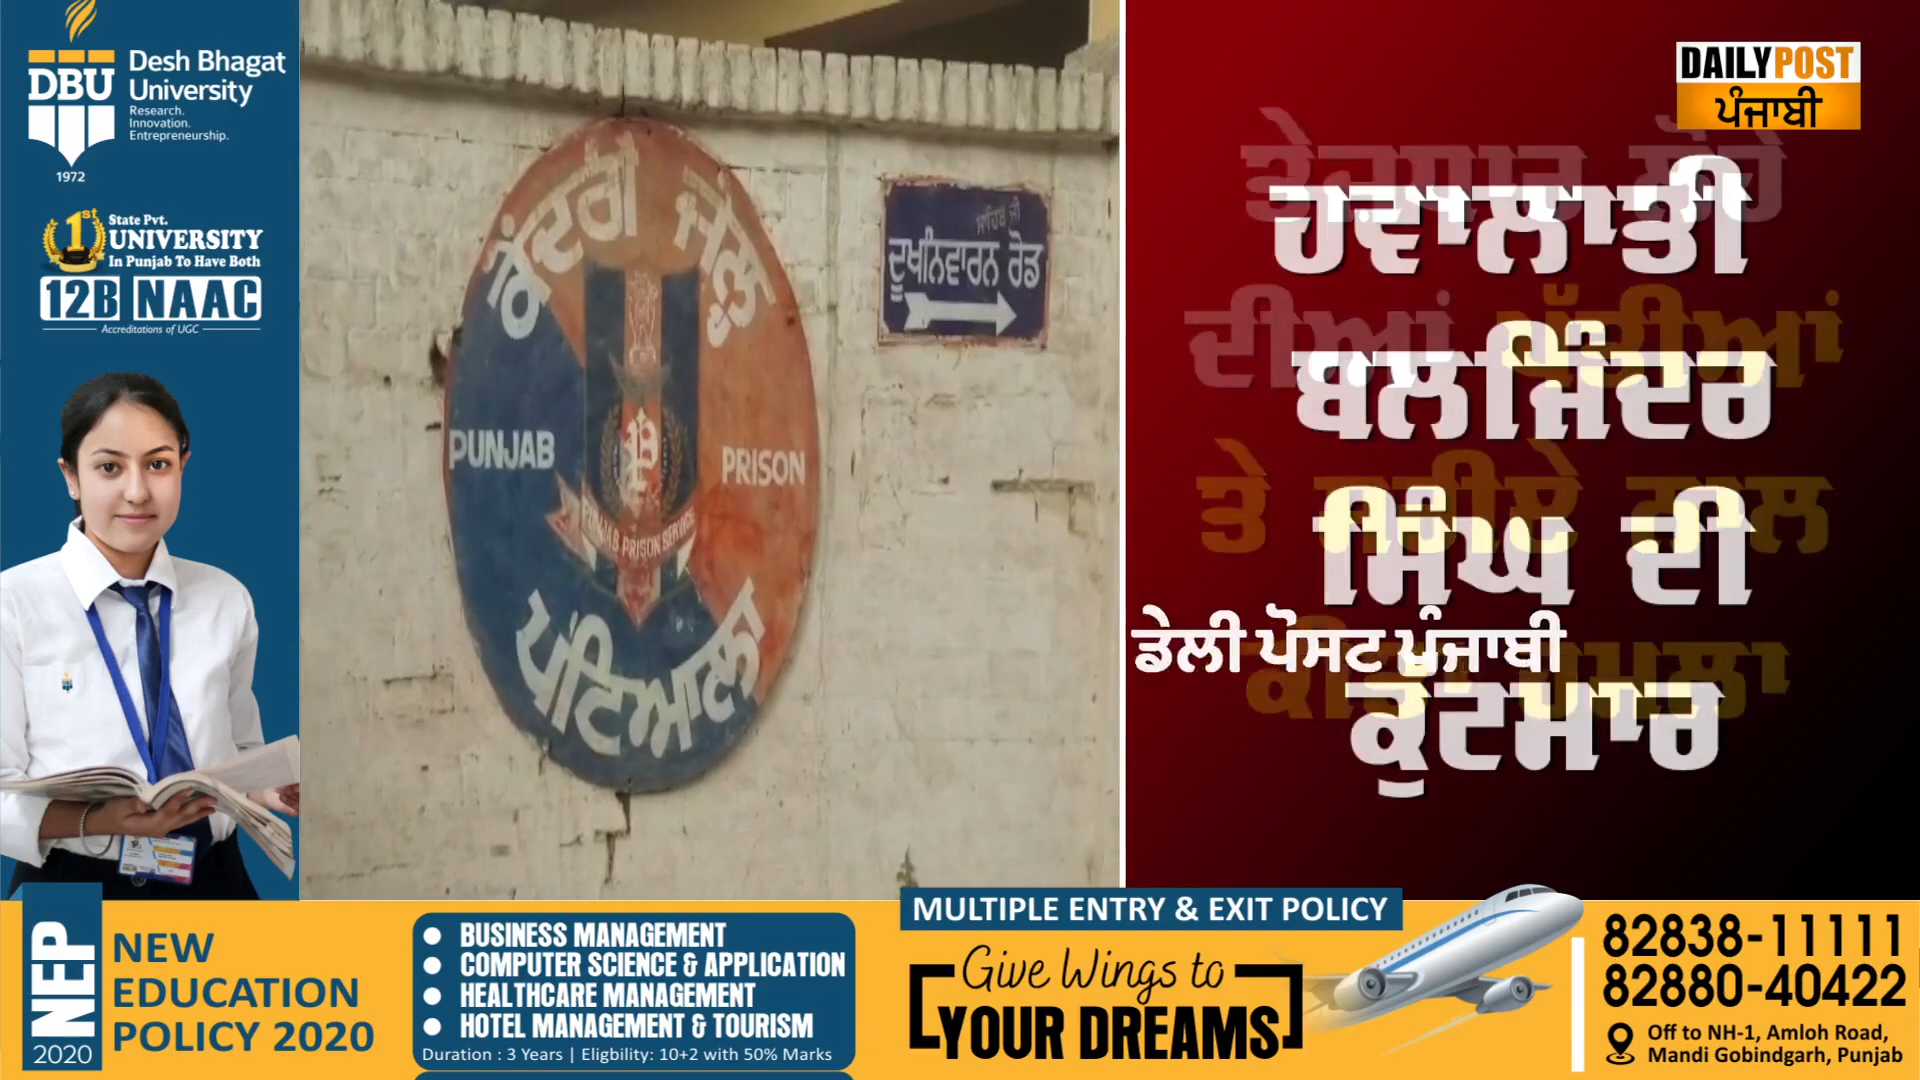 DBU
Desh Bhagat
University
Research.
Innovation.
Entrepreneurship.
1972
1st
State Pvt.
UNIVERSITY
In Punjab To Have Both
12B NAAC
Accreditations of UGC
ਕੇਂਦਰੀ ਜੇਲ੍ਹ
PUNJAB
PRISON
P
PUNJAB PRISON SERVICE
ਪਟਿਆਲਾ
ਸਾਹਿਬ ਜੀ
ਦੂਖਨਿਵਾਰਨ ਰੋਡ
DAILYPOST
ਪੰਜਾਬੀ
ਹਵਾਲਾਤੀ
ਦੀਆਂ
ਬਲਜਿੰਦਰ
ਤੇ
ਸਿੰਘ ਦੀ
ਡੇਲੀ ਪੋਸਟ ਪੰਜਾਬੀ
ਕੁੱਟਮਾਰ
NEP
2020
NEW
EDUCATION
POLICY 2020
BUSINESS MANAGEMENT
COMPUTER SCIENCE & APPLICATION
HEALTHCARE MANAGEMENT
HOTEL MANAGEMENT & TOURISM
Duration : 3 Years | Eligbility: 10+2 with 50% Marks
MULTIPLE ENTRY & EXIT POLICY
Give Wings to
YOUR DREAMS
82838-11111
82880-40422
Off to NH-1, Amloh Road,
Mandi Gobindgarh, Punjab